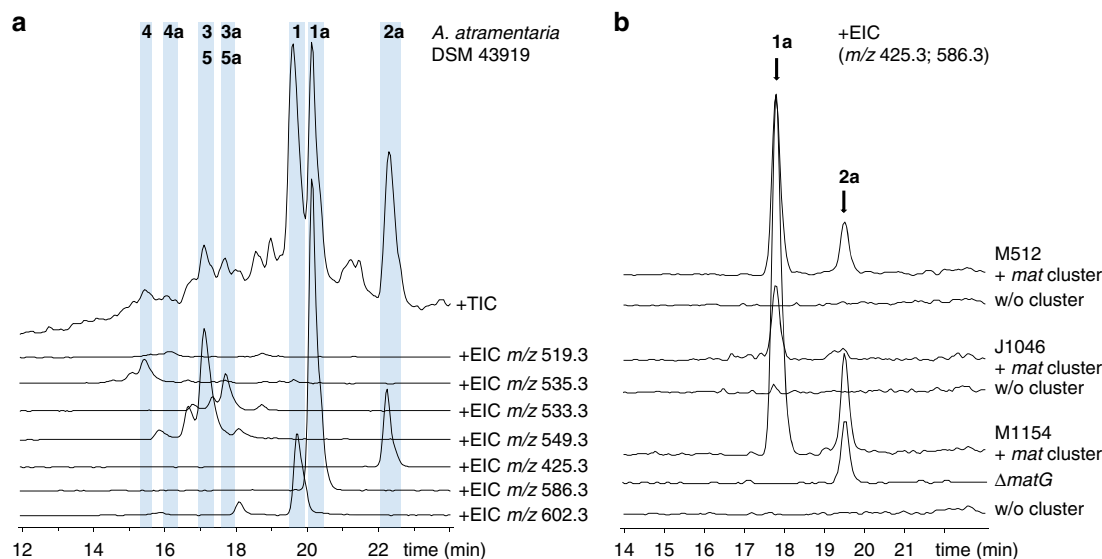 a
4 4a 3 3a 1 1a 2a
5 5a
A. atramentaria
DSM 43919
+TIC
+EIC m/z 519.3
+EIC m/z 535.3
+EIC m/z 533.3
+EIC m/z 549.3
+EIC m/z 425.3
+EIC m/z 586.3
+EIC m/z 602.3
12 14 16 18 20 22 time (min)
b
1a
+EIC
(m/z 425.3; 586.3)
2a
M512
+ mat cluster
w/o cluster
J1046
+ mat cluster
w/o cluster
M1154
+ mat cluster
ΔmatG
w/o cluster
14 15 16 17 18 19 20 21 time (min)